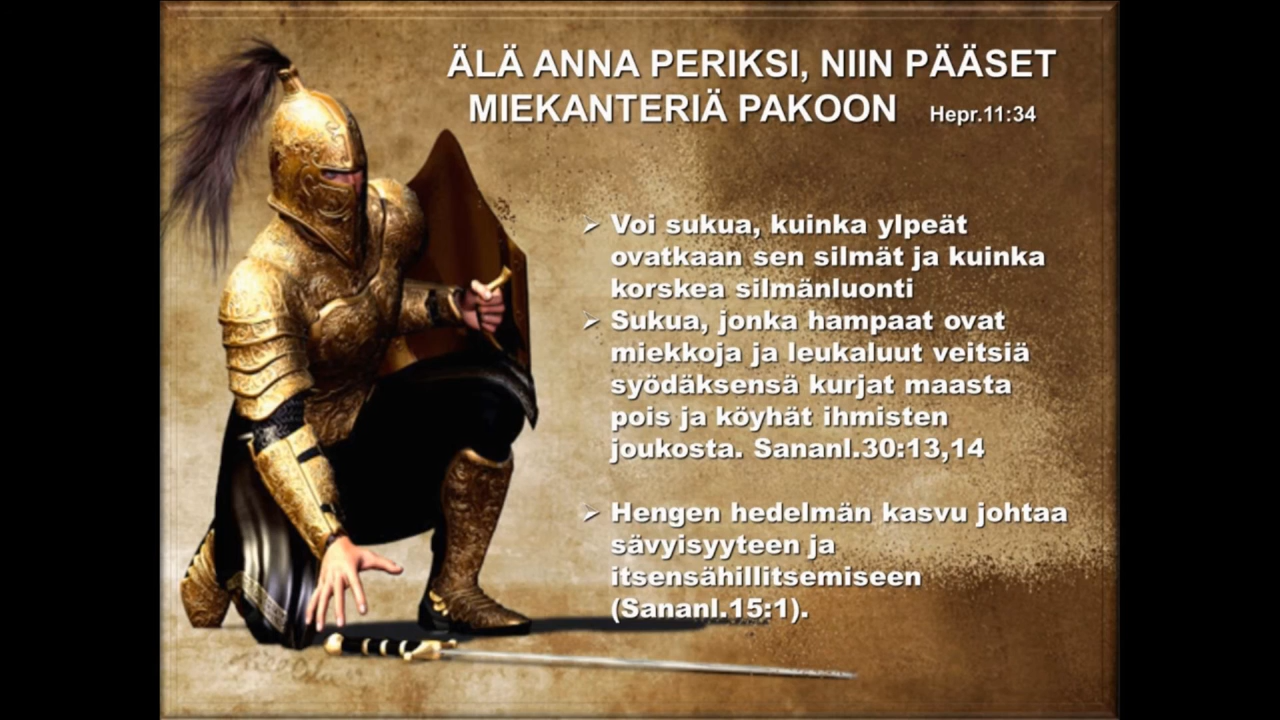 ÄLÄ ANNA PERIKSI, NIIN PÄÄSET
MIEKANTERIÄ PAKOON Hepr.11:34
➢ Voi sukua, kuinka ylpeät
ovatkaan sen silmät ja kuinka
korskea silmänluonti
➢ Sukua, jonka hampaat ovat
miekkoja ja leukaluut veitsiä
syödäksensä kurjat maasta
pois ja köyhät ihmisten
joukosta. Sananl.30:13,14
➢ Hengen hedelmän kasvu johtaa
sävyisyyteen ja
itsensähillitsemiseen
(Sananl.15:1).